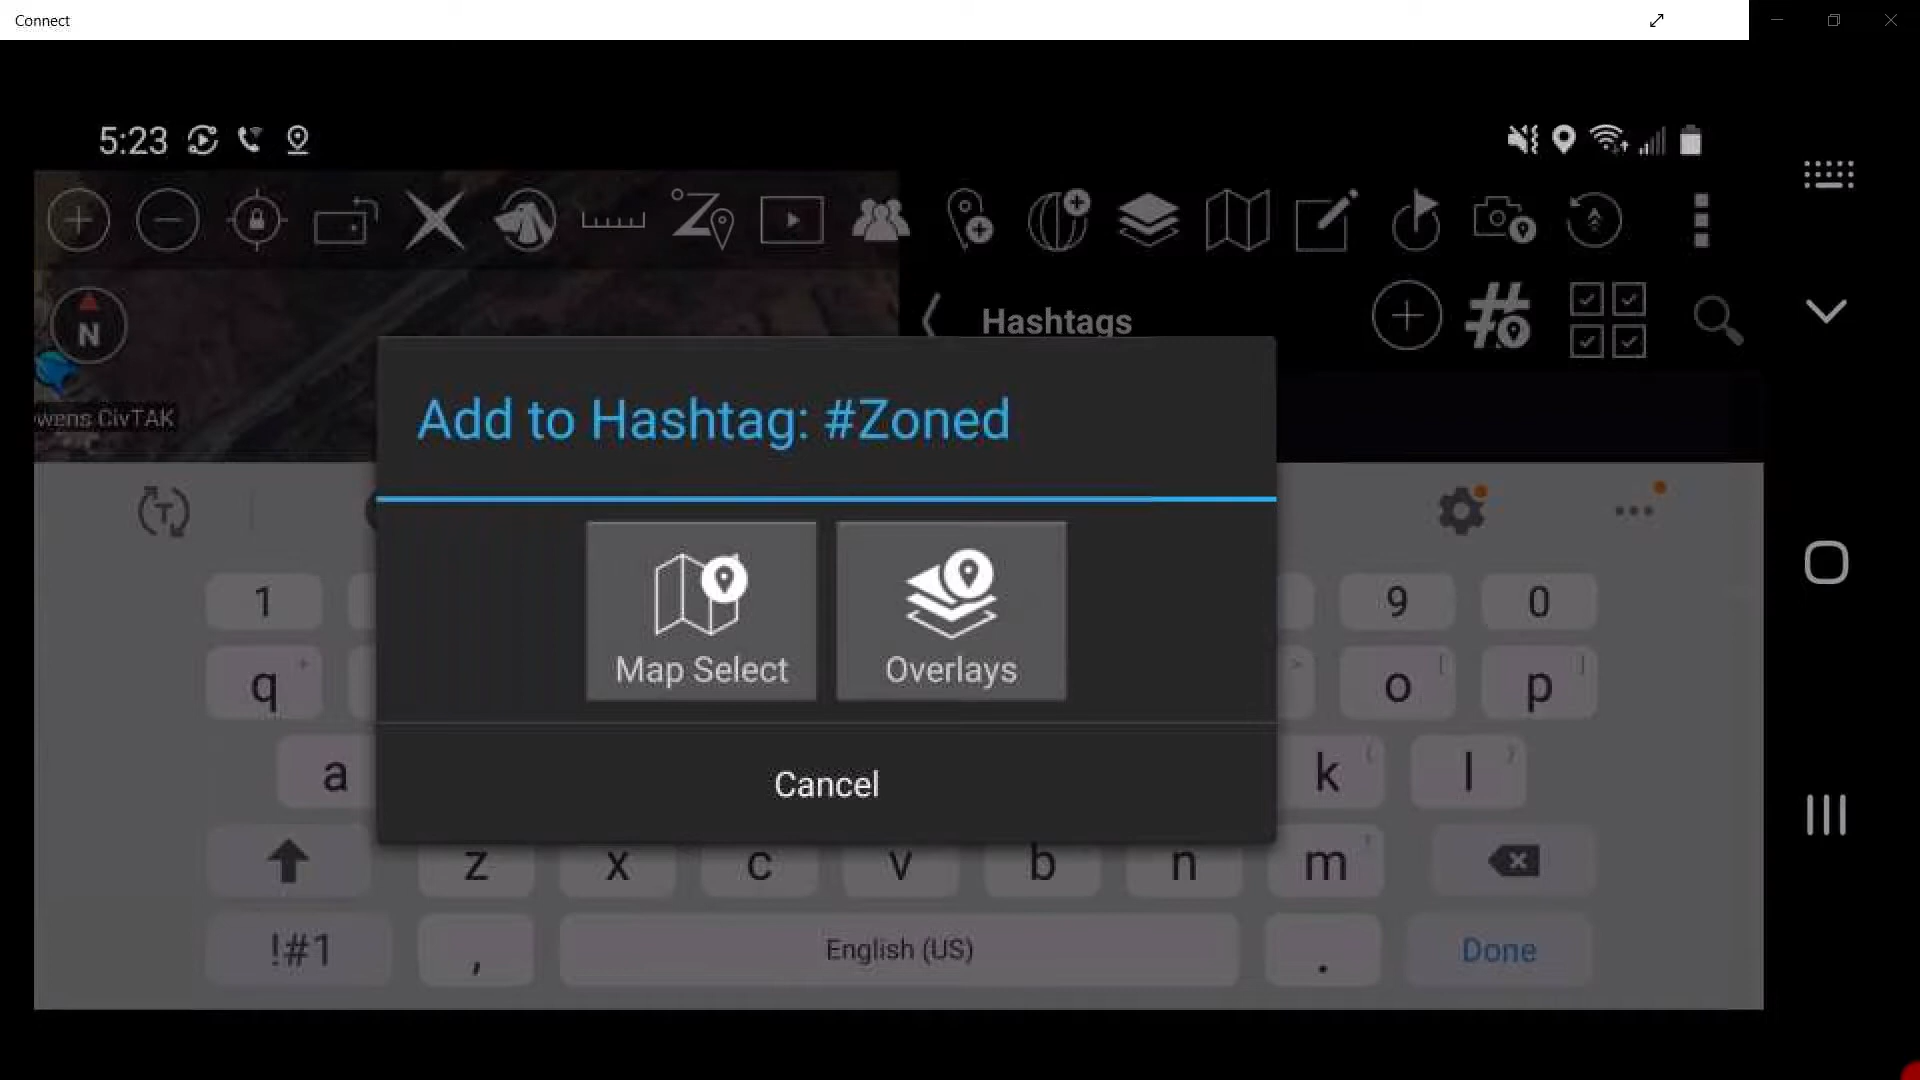 Connect
5:23
N
Hashtags
wens CivTAK
Add to Hashtag: #Zoned
1
9
0
Map Select
Overlays
q
o
p
a
k
l
Cancel
z
x
c
v
b
n
m
!#1
,
English (US)
.
Done